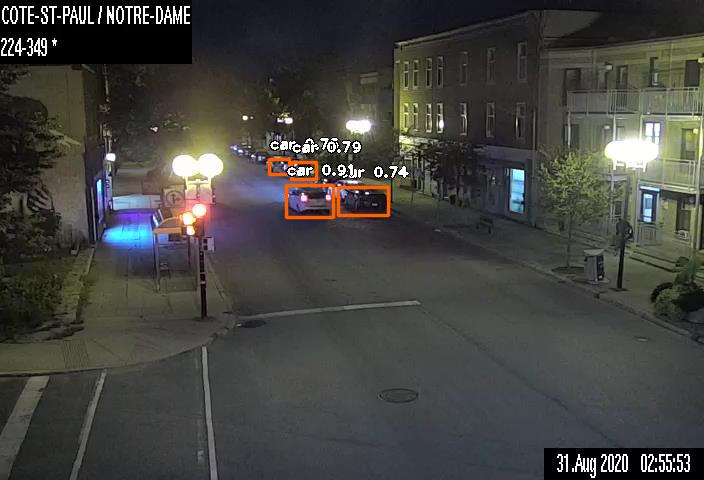 COTE-ST-PAUL / NOTRE-DAME
224-349 *
car 0.79
car 0.91
0.74
31.Aug 2020 02:55:53